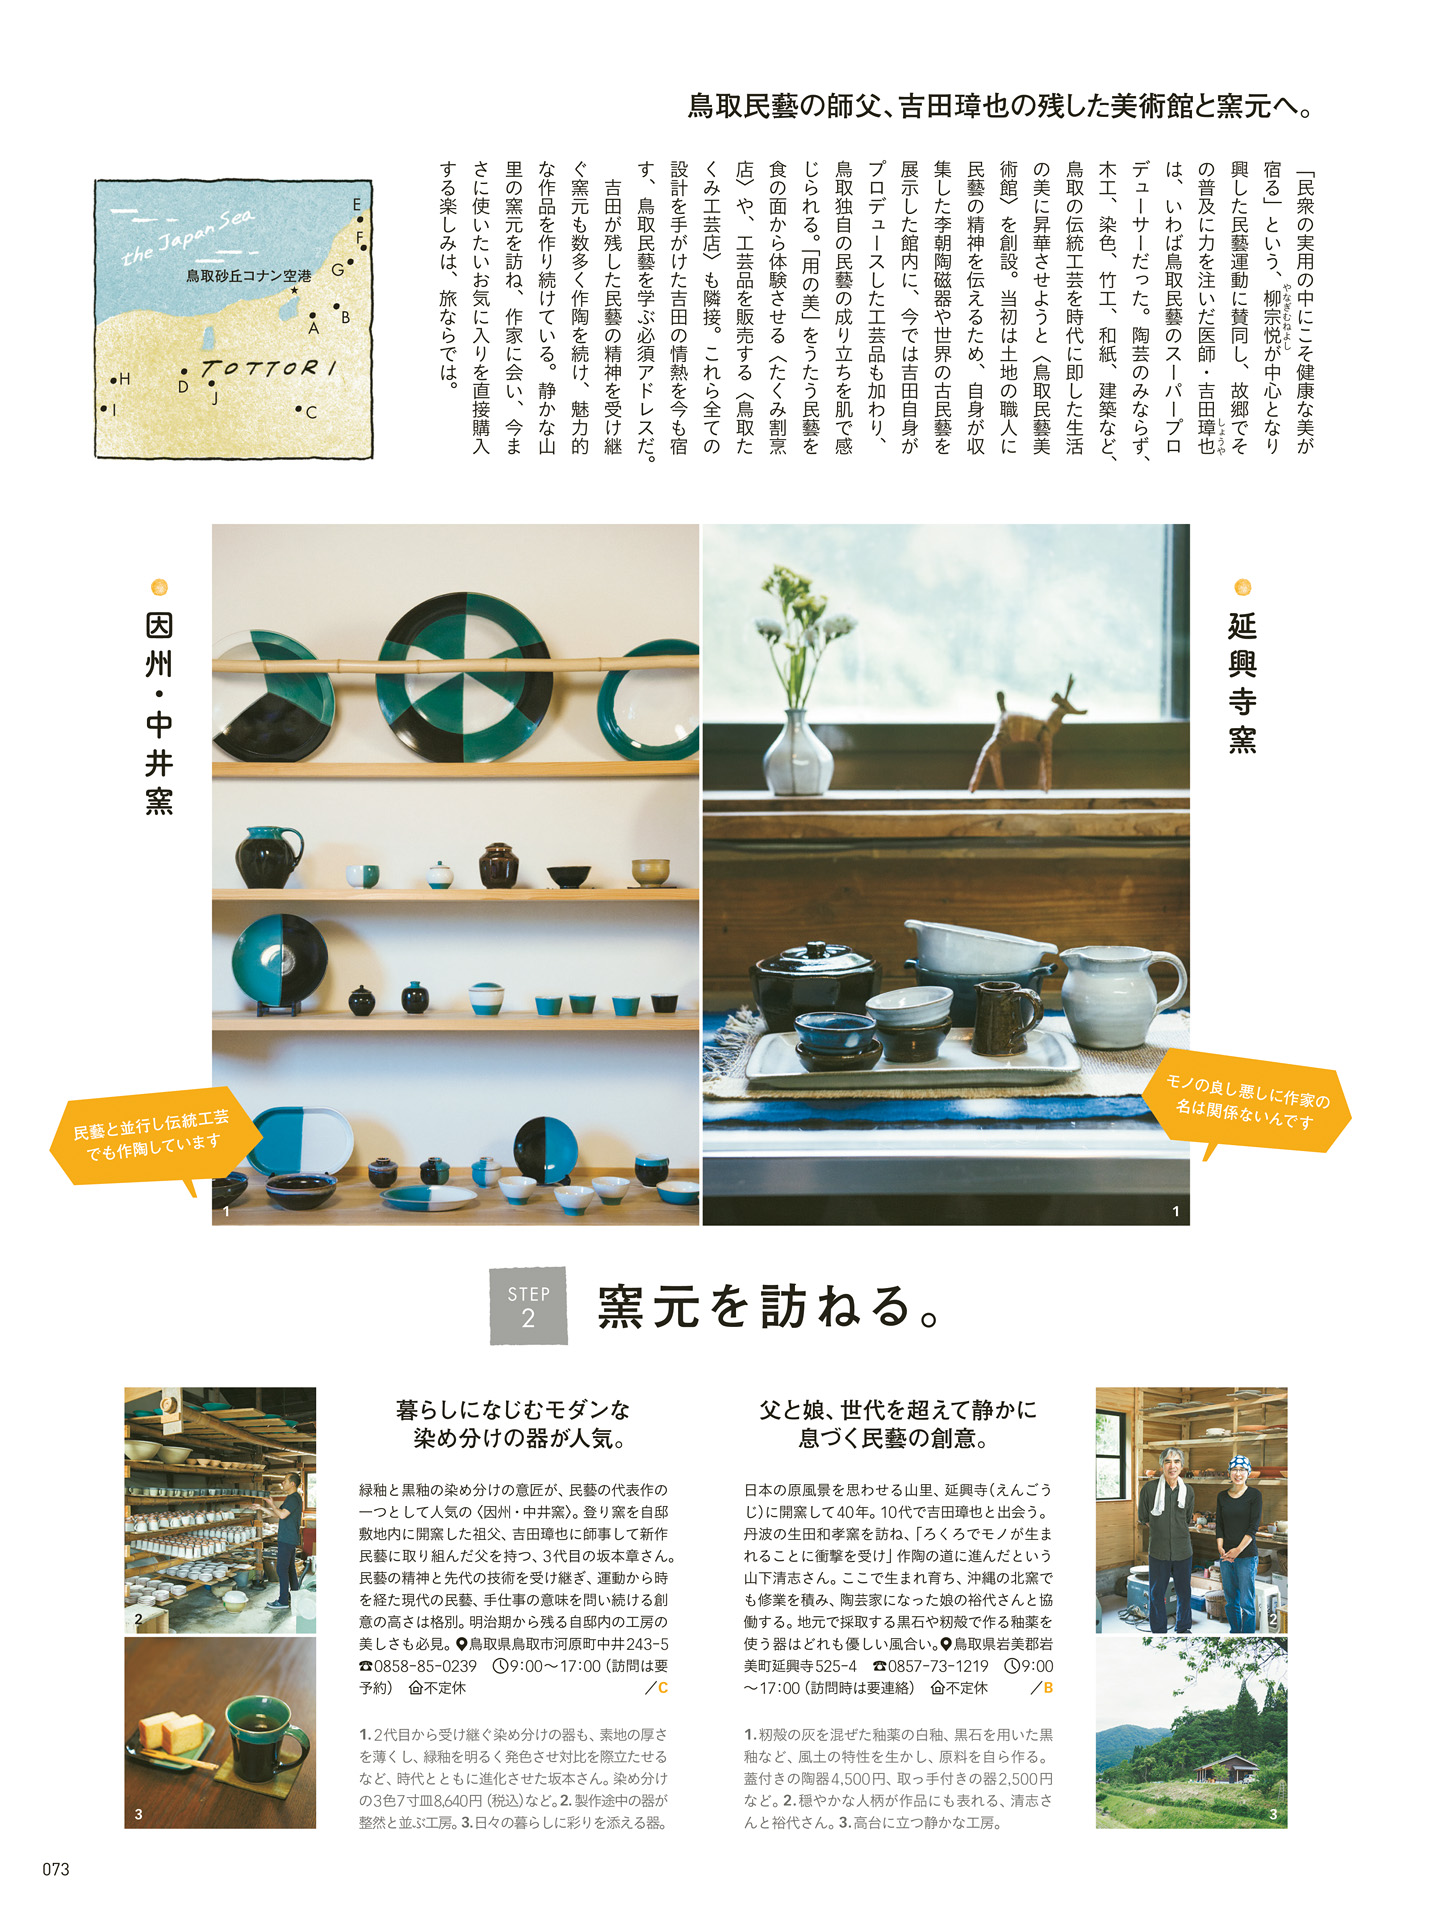 鳥取民藝の師父、吉田璋也の残した美術館と窯元へ。
「民衆の実用の中にこそ健康な美が
宿る」という、柳宗悦が中心となり
やなぎむねよし
興した民藝運動に賛同し、故郷でそ
の普及に力を注いだ医師・吉田璋也
しょうや
は、いわば鳥取民藝のスーパープロ
デューサーだった。陶芸のみならず、
木工、染色、竹工、和紙、建築など、
鳥取の伝統工芸を時代に即した生活
の美に昇華させようと〈鳥取民藝美
術館〉を創設。当初は土地の職人に
民藝の精神を伝えるため、自身が収
集した李朝陶磁器や世界の古民藝を
展示した館内に、今では吉田自身が
プロデュースした工芸品も加わり、
鳥取独自の民藝の成り立ちを肌で感
じられる。「用の美」をうたう民藝を
食の面から体験させる〈たくみ割烹
店〉や、工芸品を販売する〈鳥取た
くみ工芸店〉も隣接。これら全ての
設計を手がけた吉田の情熱を今も宿
す、鳥取民藝を学ぶ必須アドレスだ。
吉田が残した民藝の精神を受け継
ぐ窯元も数多く作陶を続け、魅力的
な作品を作り続けている。静かな山
里の窯元を訪ね、作家に会い、今ま
さに使いたいお気に入りを直接購入
する楽しみは、旅ならでは。
the Japan Sea
鳥取砂丘コナン空港
TOTTORI
E
F
G
B
A
H
D
J
I
C
延興寺窯
因州・中井窯
モノの良し悪しに作家の
名は関係ないんです
民藝と並行し伝統工芸
でも作陶しています
1
1
STEP
2
窯元を訪ねる。
父と娘、世代を超えて静かに
息づく民藝の創意。
日本の原風景を思わせる山里、延興寺（えんごう
じ）に開窯して40年。10代で吉田璋也と出会う。
丹波の生田和孝窯を訪ね、「ろくろでモノが生ま
れることに衝撃を受け」作陶の道に進んだという
山下清志さん。ここで生まれ育ち、沖縄の北窯で
も修業を積み、陶芸家になった娘の裕代さんと協
働する。地元で採取する黒石や籾殻で作る釉薬を
使う器はどれも優しい風合い。鳥取県岩美郡岩
美町延興寺525-4 ☎0857-73-1219 9:00
～17:00（訪問時は要連絡） 不定休 ／B
1.籾殻の灰を混ぜた釉薬の白釉、黒石を用いた黒
釉など、風土の特性を生かし、原料を自ら作る。
蓋付きの陶器4,500円、取っ手付きの器2,500円
など。2.穏やかな人柄が作品にも表れる、清志さ
んと裕代さん。3.高台に立つ静かな工房。
2
3
暮らしになじむモダンな
染め分けの器が人気。
緑釉と黒釉の染め分けの意匠が、民藝の代表作の
一つとして人気の〈因州・中井窯〉。登り窯を自邸
敷地内に開窯した祖父、吉田璋也に師事して新作
民藝に取り組んだ父を持つ、3代目の坂本章さん。
民藝の精神と先代の技術を受け継ぎ、運動から時
を経た現代の民藝、手仕事の意味を問い続ける創
意の高さは格別。明治期から残る自邸内の工房の
美しさも必見。鳥取県鳥取市河原町中井243-5
☎0858-85-0239 9:00～17:00（訪問は要
予約） 不定休 ／C
1.2代目から受け継ぐ染め分けの器も、素地の厚さ
を薄くし、緑釉を明るく発色させ対比を際立たせる
など、時代とともに進化させた坂本さん。染め分け
の3色7寸皿8,640円（税込）など。2.製作途中の器が
整然と並ぶ工房。3.日々の暮らしに彩りを添える器。
2
3
073